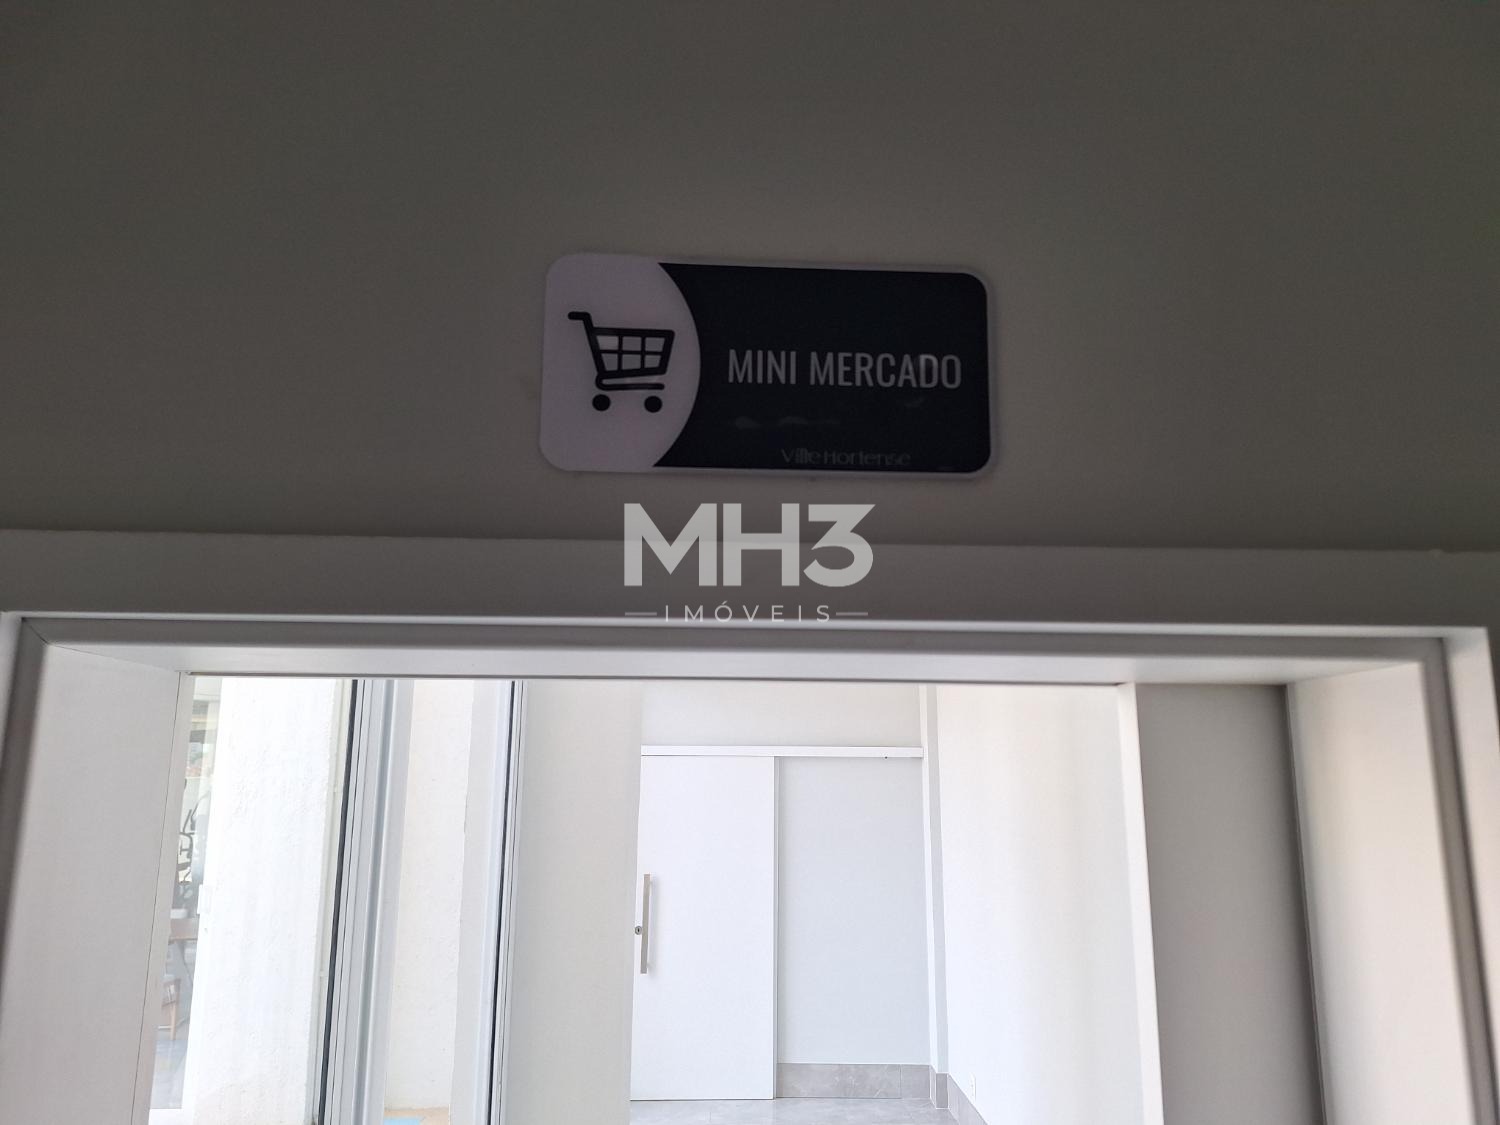 MINI MERCADO
Ville Hortense
MH3
IMÓVEIS